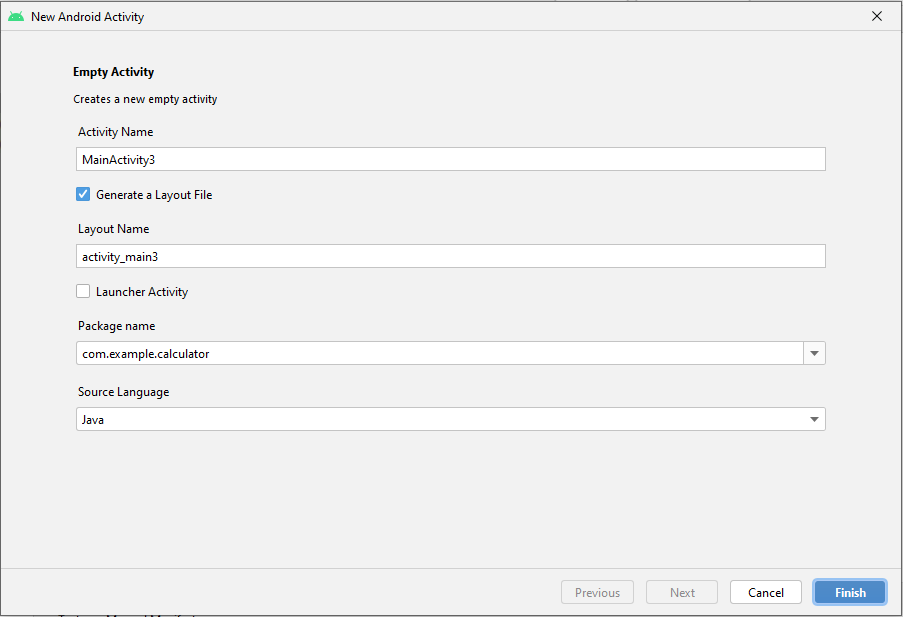 New Android Activity
Empty Activity
Creates a new empty activity
Activity Name
MainActivity3
Generate a Layout File
Layout Name
activity_main3
Launcher Activity
Package name
com.example.calculator
Source Language
Java
Previous Next Cancel Finish